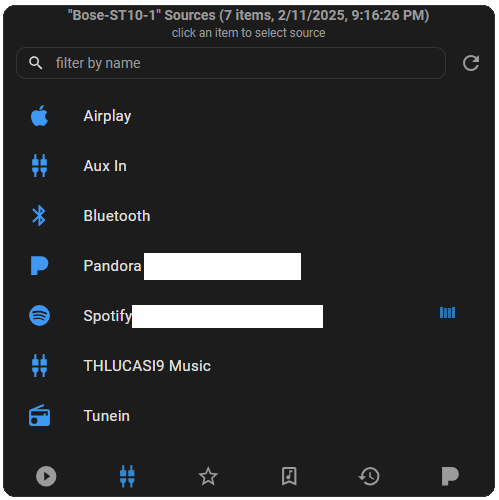 "Bose-ST10-1" Sources (7 items, 2/11/2025, 9:16:26 PM)
click an item to select source
filter by name
Airplay
Aux In
Bluetooth
Pandora
Spotify
THLUCASI9 Music
Tunein